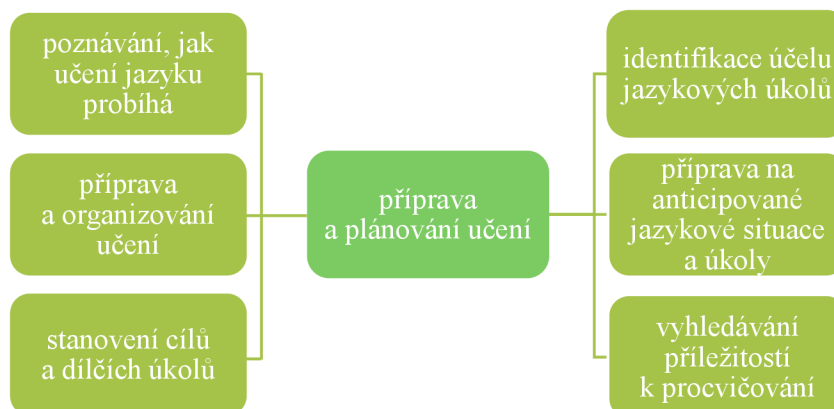 poznávání, jak
učení jazyku
probíhá
příprava
a organizování
učení
stanovení cílů
a dílčích úkolů
příprava
a plánování učení
identifikace účelu
jazykových úkolů
příprava na
anticipované
jazykové situace
a úkoly
vyhledávání
příležitostí
k procvičování